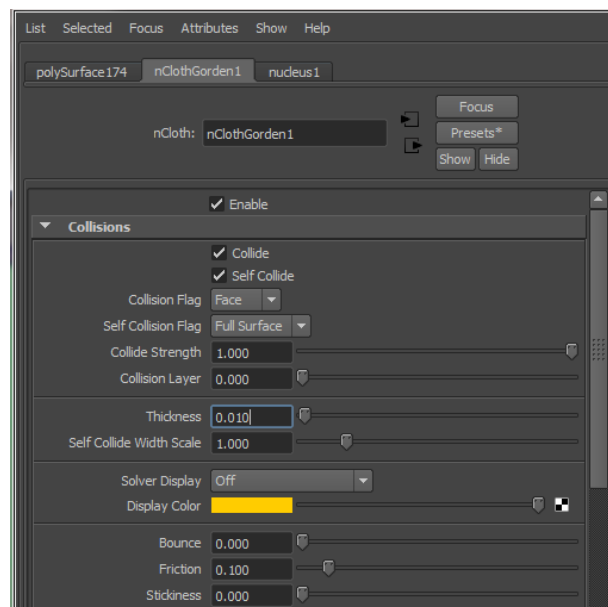 List Selected Focus Attributes Show Help
polySurface174 nClothGorden1 nucleus1
Focus
nCloth: nClothGorden1 Presets*
Show Hide
Enable
Collisions
Collide
Self Collide
Collision Flag Face
Self Collision Flag Full Surface
Collide Strength 1.000
Collision Layer 0.000
Thickness 0.010
Self Collide Width Scale 1.000
Solver Display Off
Display Color
Bounce 0.000
Friction 0.100
Stickiness 0.000